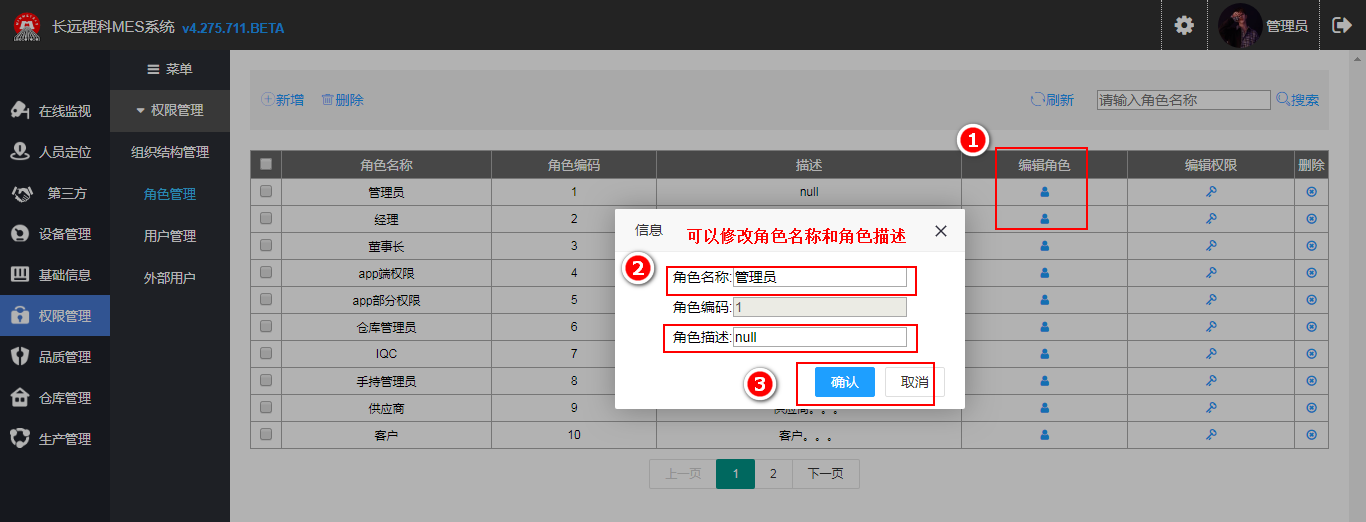 长远锂科MES系统 v4.275.711.BETA
管理员
菜单
权限管理
组织结构管理
角色管理
用户管理
外部用户
在线监视
人员定位
第三方
设备管理
基础信息
权限管理
品质管理
仓库管理
生产管理
新增 删除 刷新 请输入角色名称 搜索
1
角色名称 角色编码 描述 编辑角色 编辑权限 删除
管理员 1 null
经理 2
董事长 3
app端权限 4
app部分权限 5
仓库管理员 6
IQC 7
手持管理员 8
供应商 9 供应商。。。
客户 10 客户。。。
信息
可以修改角色名称和角色描述
2
角色名称:管理员
角色编码:1
角色描述:null
3
确认 取消
上一页 1 2 下一页